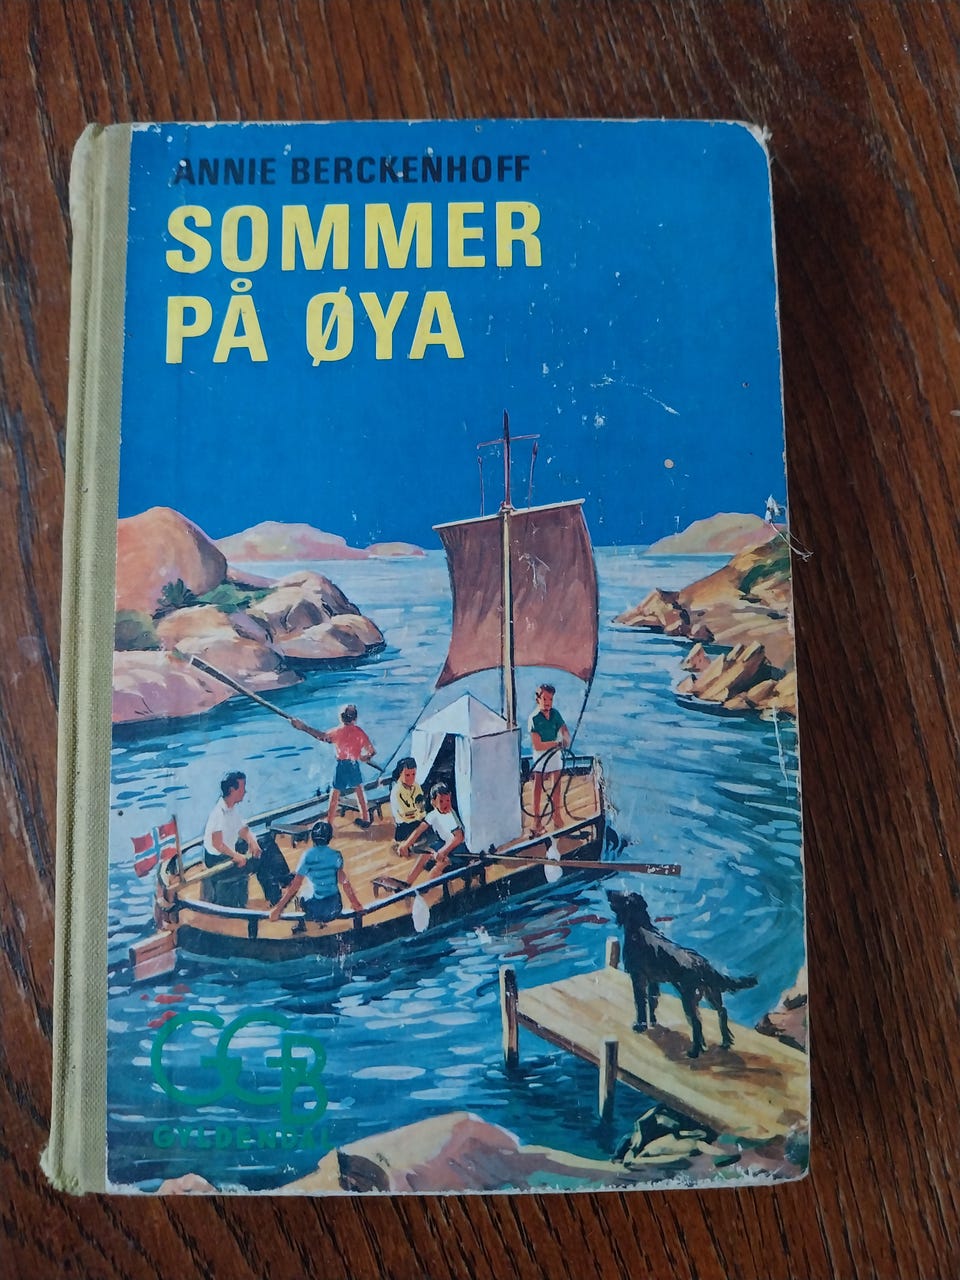 ANNIE BERCKENHOFF
SOMMER
PÅ ØYA
GGB
GYLDENDAL